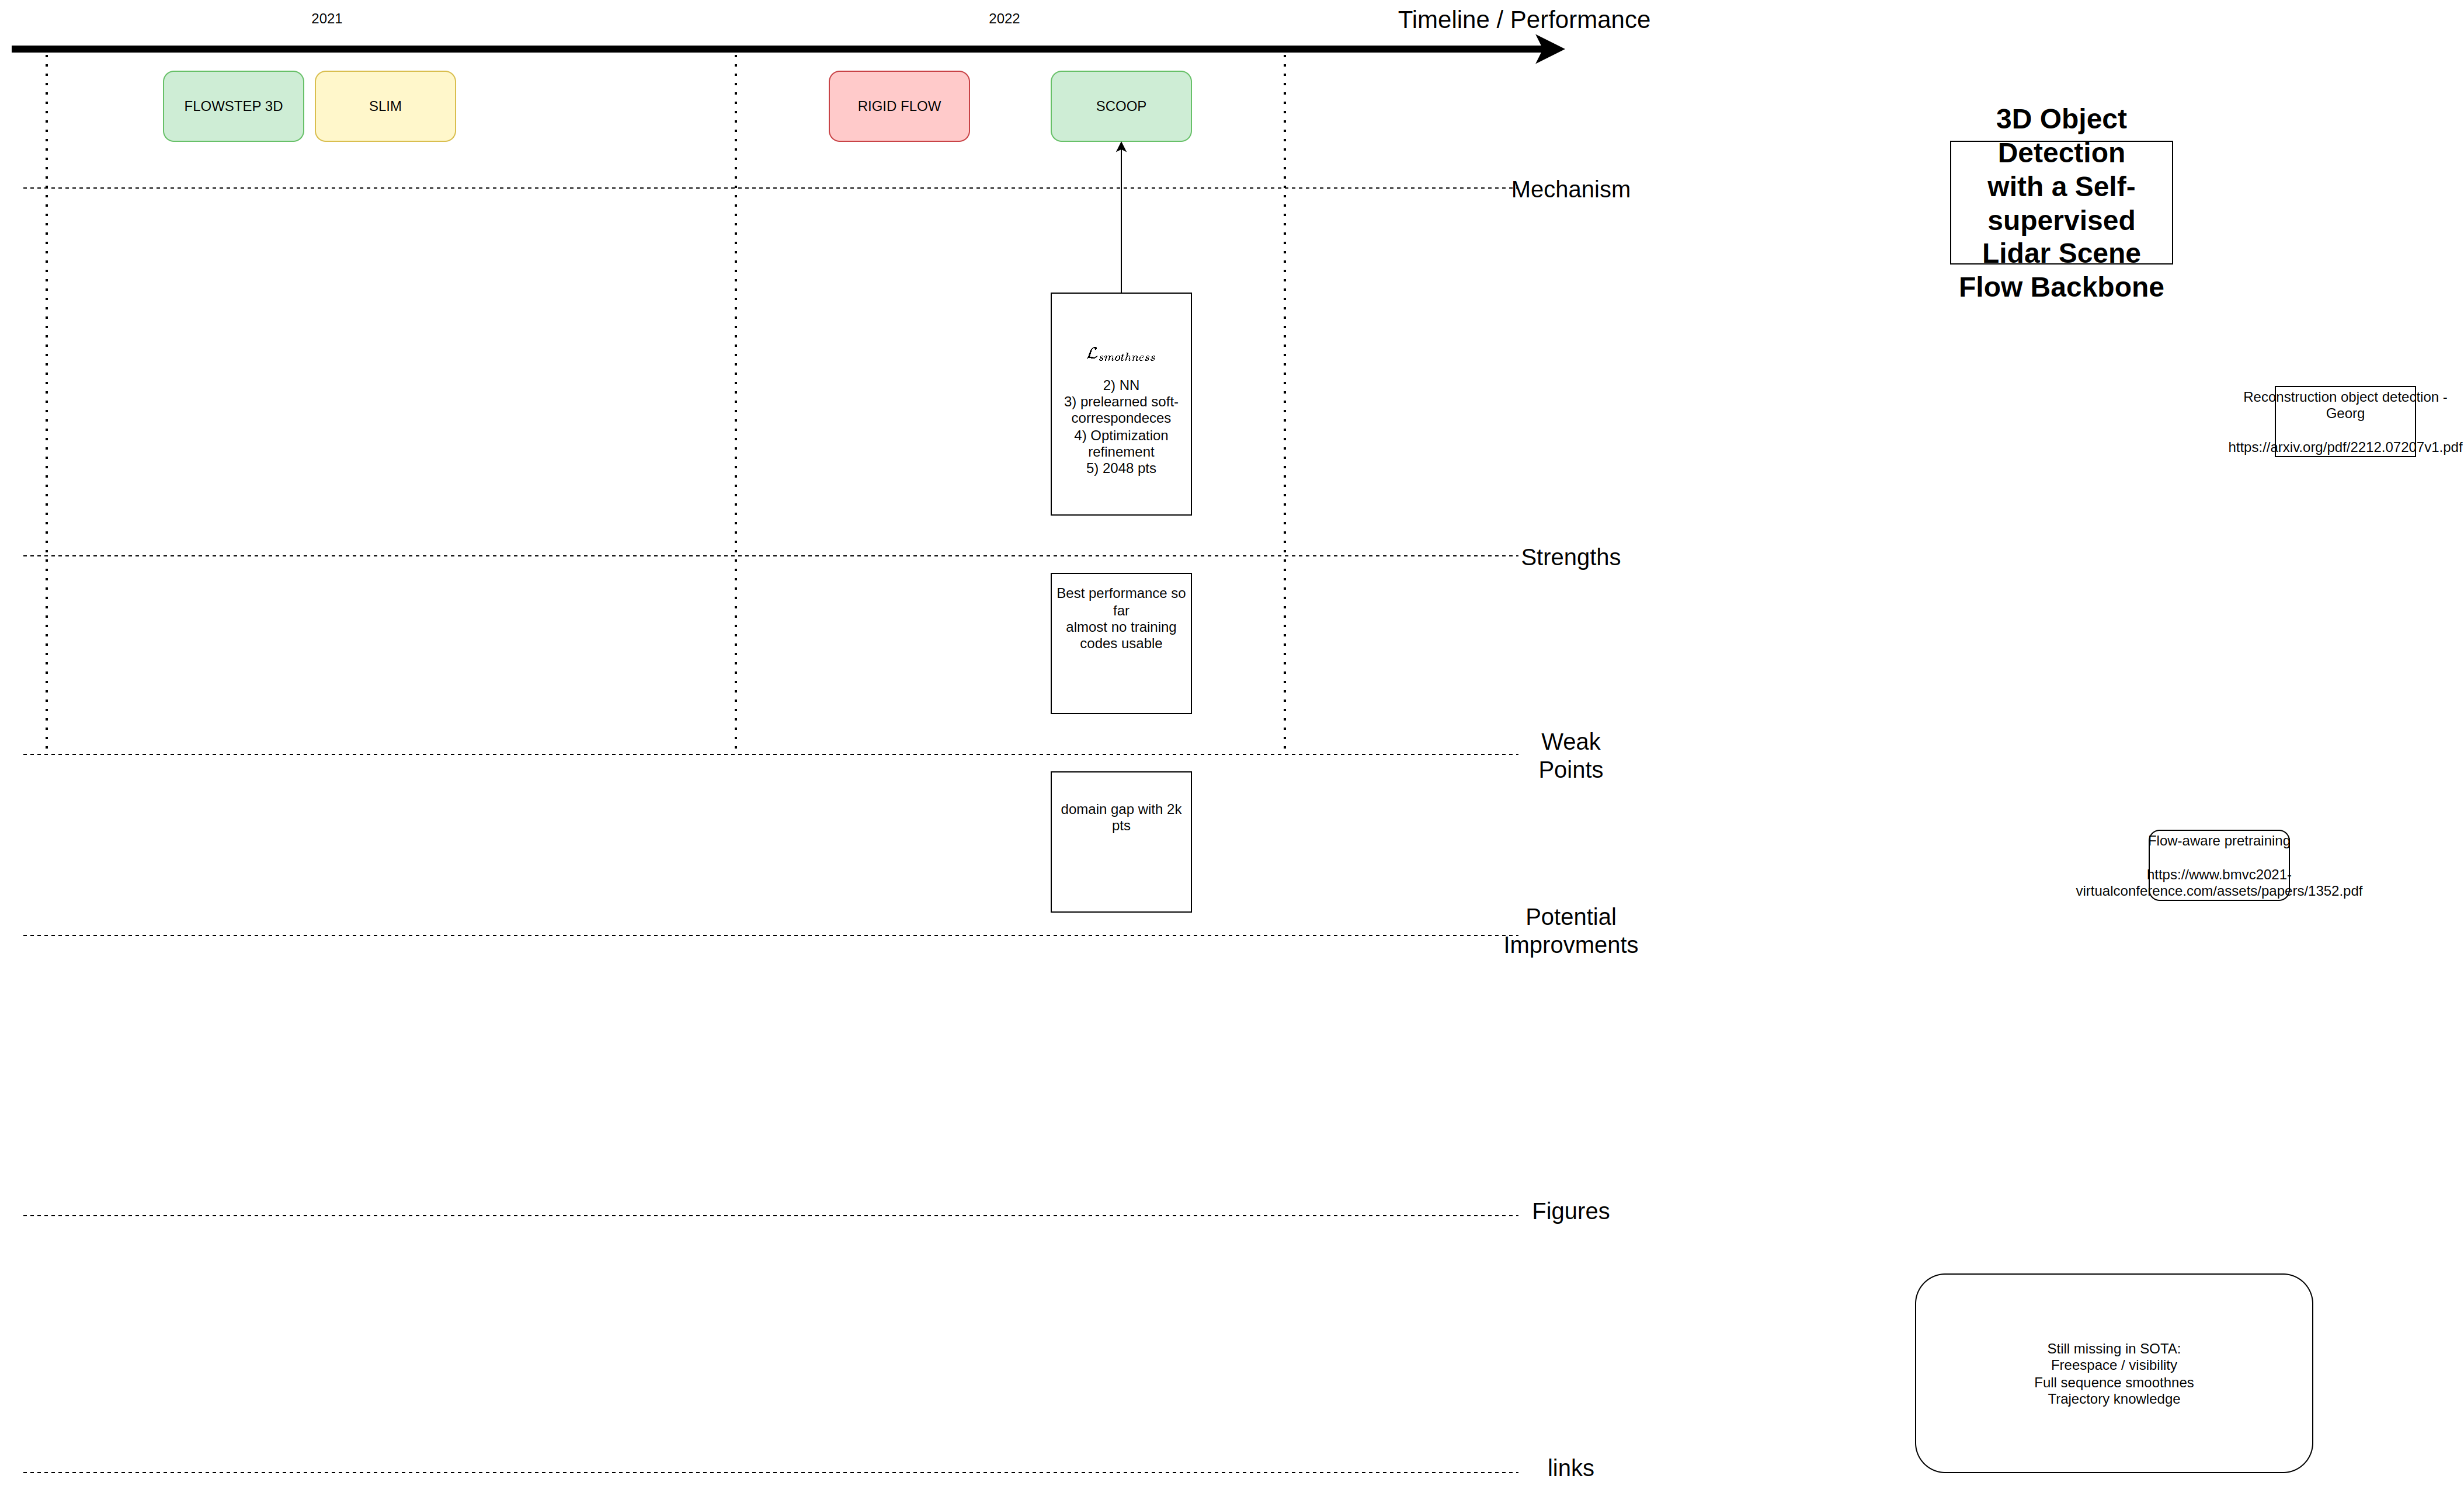 2021
2022
Timeline / Performance
FLOWSTEP 3D
SLIM
RIGID FLOW
SCOOP
3D Object
Detection
with a Self-
supervised
Lidar Scene
Flow Backbone
Mechanism
ℒsmothness
2) NN
3) prelearned soft-
correspondeces
4) Optimization
refinement
5) 2048 pts
Reconstruction object detection -
Georg
https://arxiv.org/pdf/2212.07207v1.pdf
Strengths
Best performance so
far
almost no training
codes usable
Weak
Points
domain gap with 2k
pts
Flow-aware pretraining
https://www.bmvc2021-
virtualconference.com/assets/papers/1352.pdf
Potential
Improvments
Figures
Still missing in SOTA:
Freespace / visibility
Full sequence smoothnes
Trajectory knowledge
links